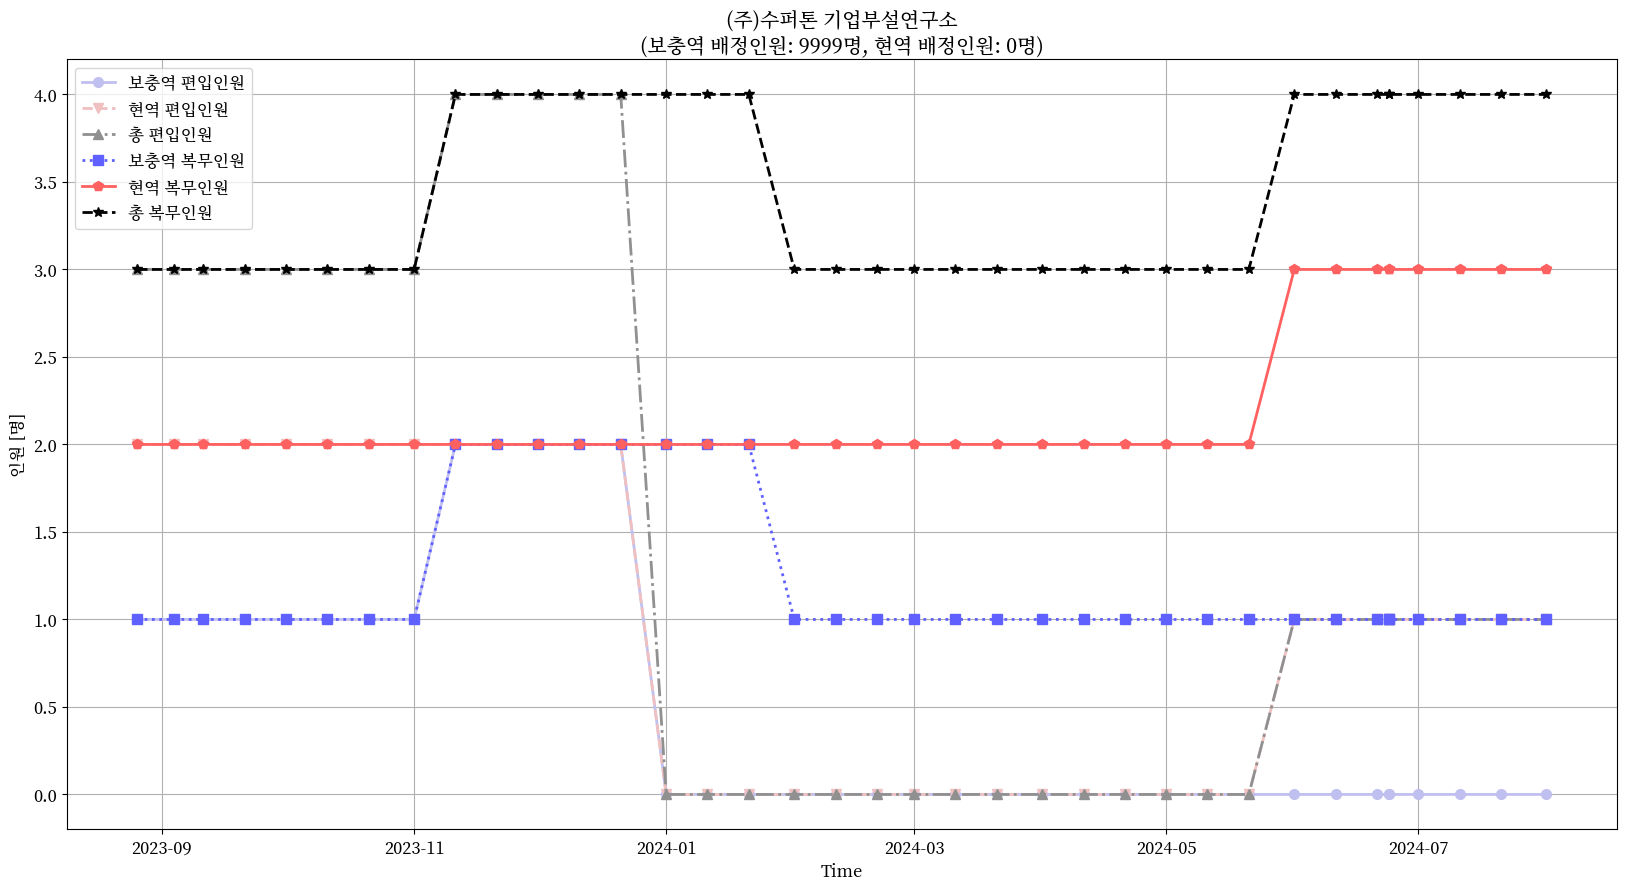 (주)수퍼톤 기업부설연구소
(보충역 배정인원: 9999명, 현역 배정인원: 0명)
보충역 편입인원
현역 편입인원
총 편입인원
보충역 복무인원
현역 복무인원
총 복무인원
4.0
3.5
3.0
2.5
2.0
1.5
1.0
0.5
0.0
인원 [명]
2023-09
2023-11
2024-01
2024-03
2024-05
2024-07
Time